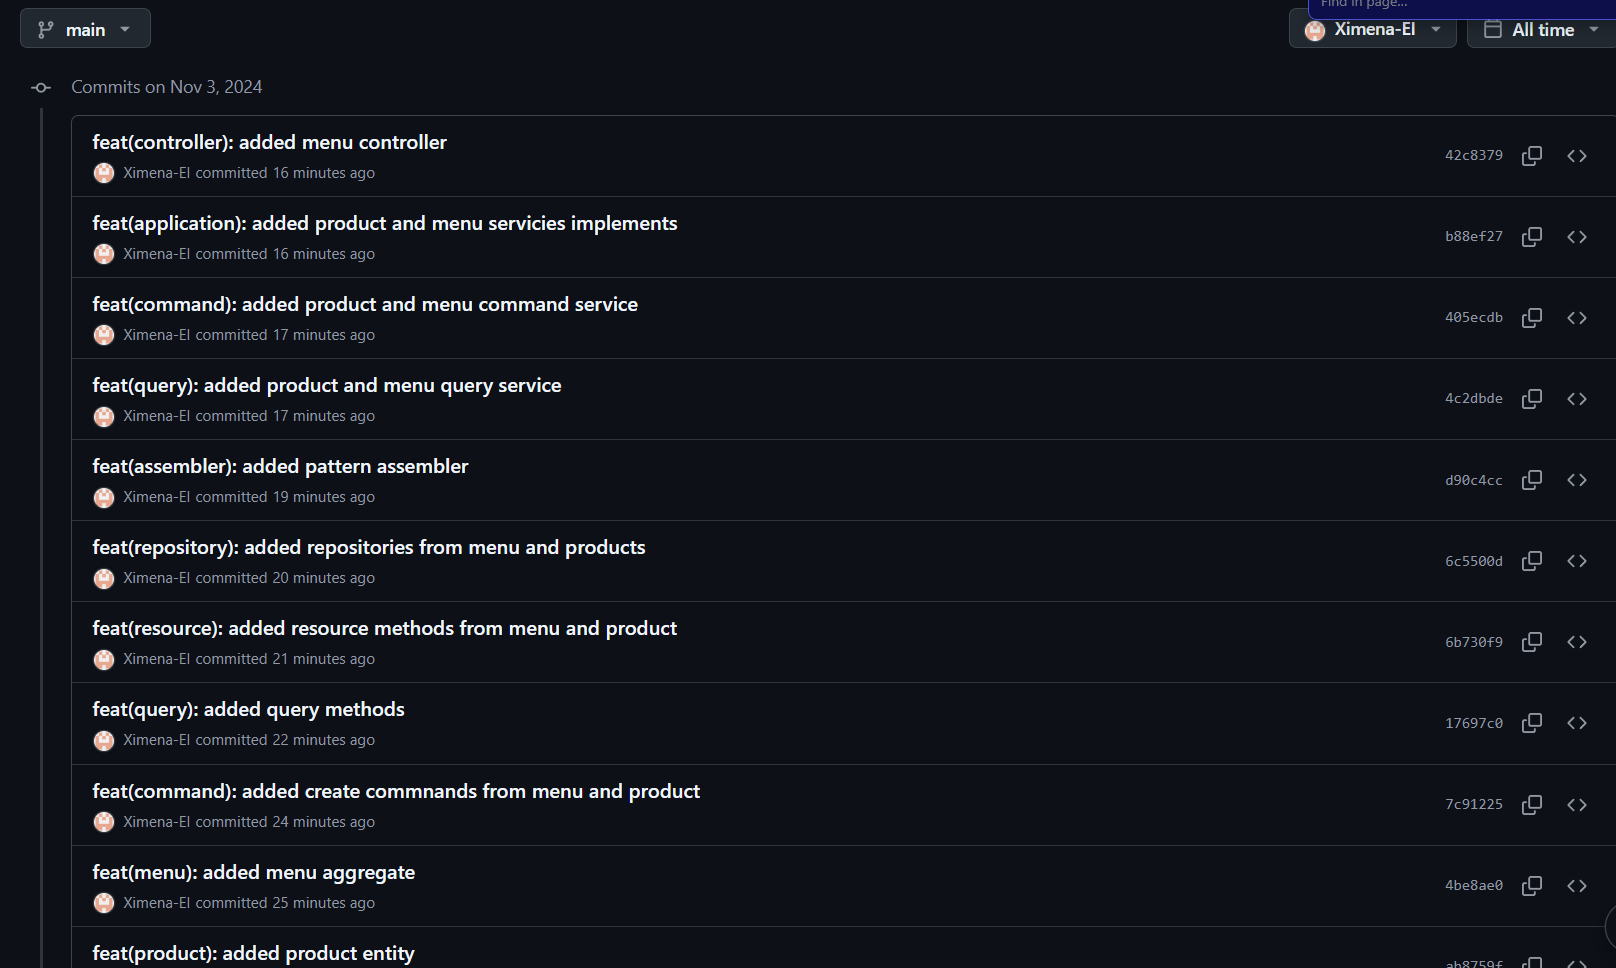 Find in page...
main
Ximena-El
All time
Commits on Nov 3, 2024
feat(controller): added menu controller
Ximena-El committed 16 minutes ago
42c8379
feat(application): added product and menu servicies implements
Ximena-El committed 16 minutes ago
b88ef27
feat(command): added product and menu command service
Ximena-El committed 17 minutes ago
405ecdb
feat(query): added product and menu query service
Ximena-El committed 17 minutes ago
4c2dbde
feat(assembler): added pattern assembler
Ximena-El committed 19 minutes ago
d90c4cc
feat(repository): added repositories from menu and products
Ximena-El committed 20 minutes ago
6c5500d
feat(resource): added resource methods from menu and product
Ximena-El committed 21 minutes ago
6b730f9
feat(query): added query methods
Ximena-El committed 22 minutes ago
17697c0
feat(command): added create commnands from menu and product
Ximena-El committed 24 minutes ago
7c91225
feat(menu): added menu aggregate
Ximena-El committed 25 minutes ago
4be8ae0
feat(product): added product entity
ab8759f